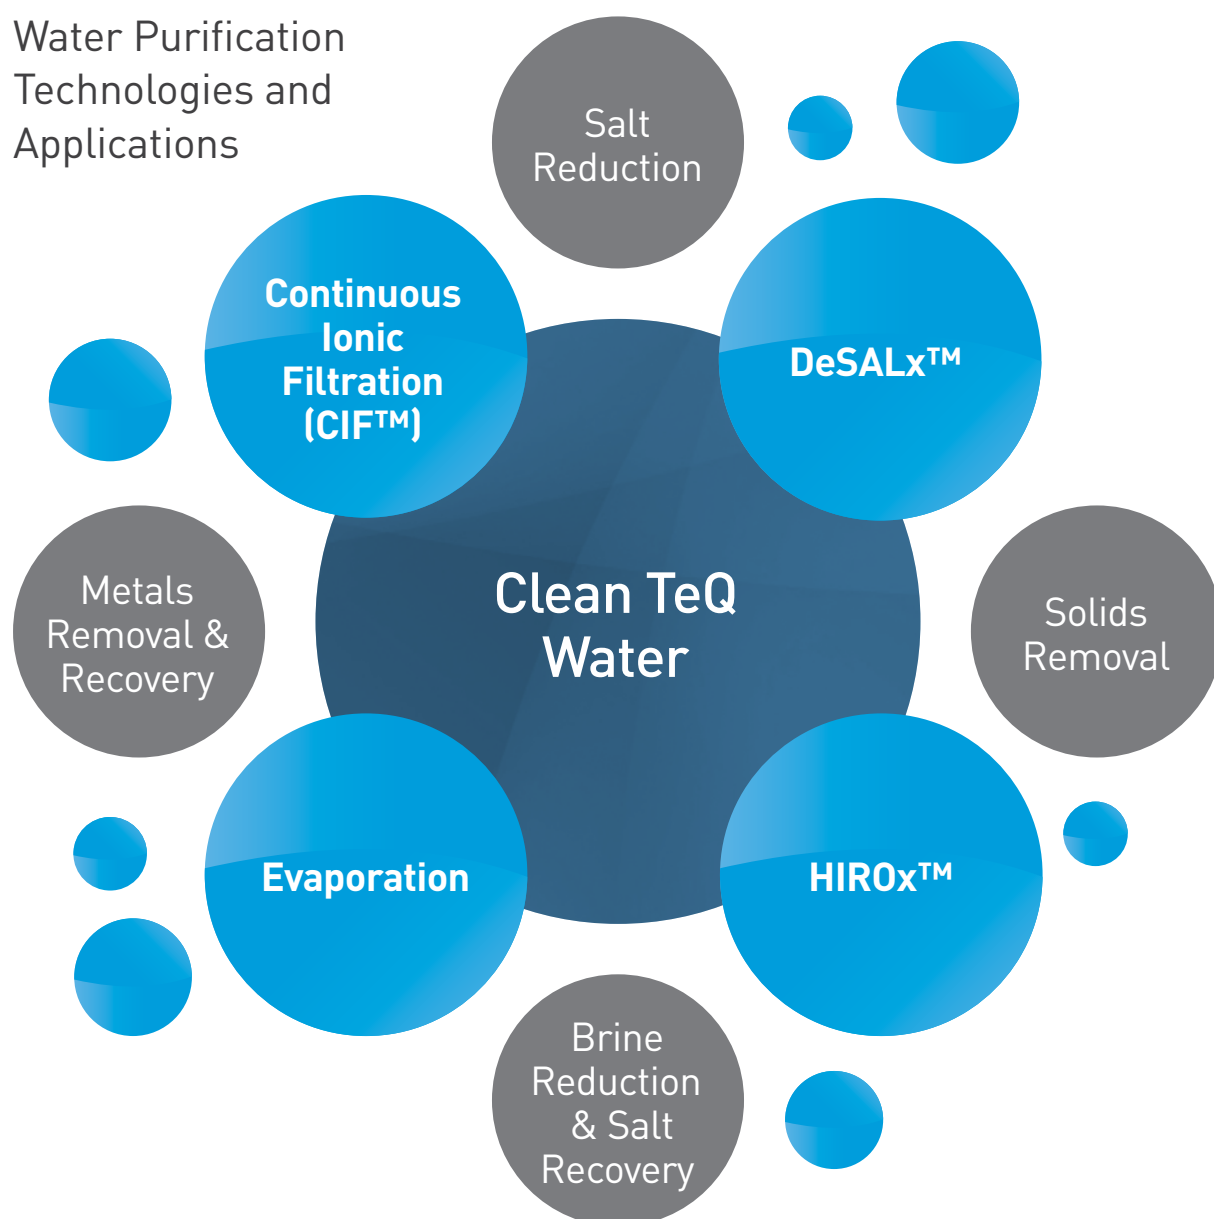 Water Purification
Technologies and
Applications
Salt
Reduction
Continuous
Ionic
Filtration
(CIF™)
DeSALx™
Metals
Removal &
Recovery
Clean TeQ
Water
Solids
Removal
Evaporation
HIROx™
Brine
Reduction
& Salt
Recovery